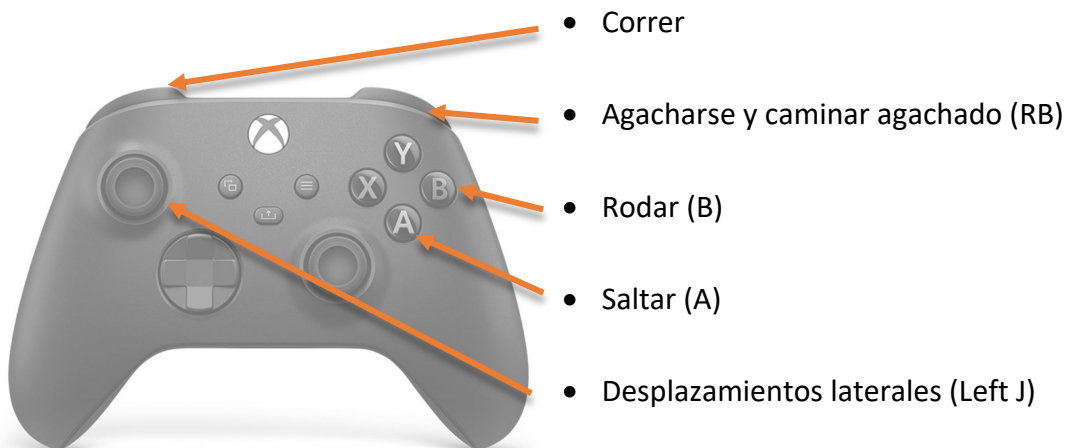 • Correr
• Agacharse y caminar agachado (RB)
Y
X
B
• Rodar (B)
A
• Saltar (A)
• Desplazamientos laterales (Left J)